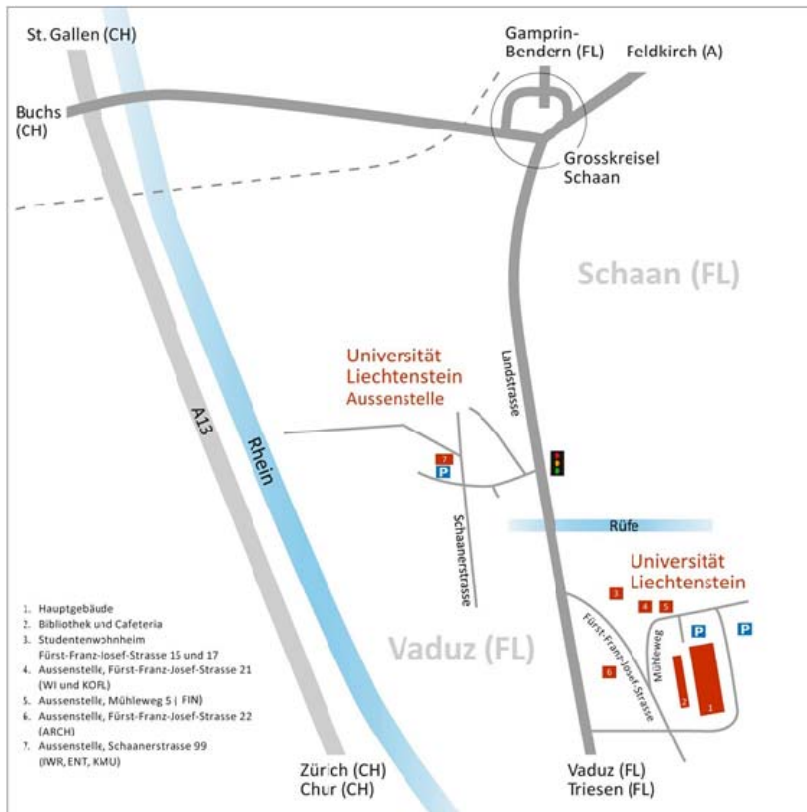 St. Gallen (CH)
Gamprin-
Bendern (FL)
Feldkirch (A)
Buchs
(CH)
Grosskreisel
Schaan
Schaan (FL)
Universität
Liechtenstein
Aussenstelle
Landstrasse
A13
Rhein
7
P
Schaanerstrasse
Rüfe
Universität
Liechtenstein
3
4
5
P
P
Fürst-Franz-Josef-Strasse
Mühleweg
Vaduz (FL)
6
2
1
1. Hauptgebäude
2. Bibliothek und Cafeteria
3. Studentenwohnheim
Fürst-Franz-Josef-Strasse 15 und 17
4. Aussenstelle, Fürst-Franz-Josef-Strasse 21
(WI und KOFL)
5. Aussenstelle, Mühleweg 5 ( FIN)
6. Aussenstelle, Fürst-Franz-Josef-Strasse 22
(ARCH)
7. Aussenstelle, Schaanerstrasse 99
(IWR, ENT, KMU)
Zürich (CH)
Chur (CH)
Vaduz (FL)
Triesen (FL)